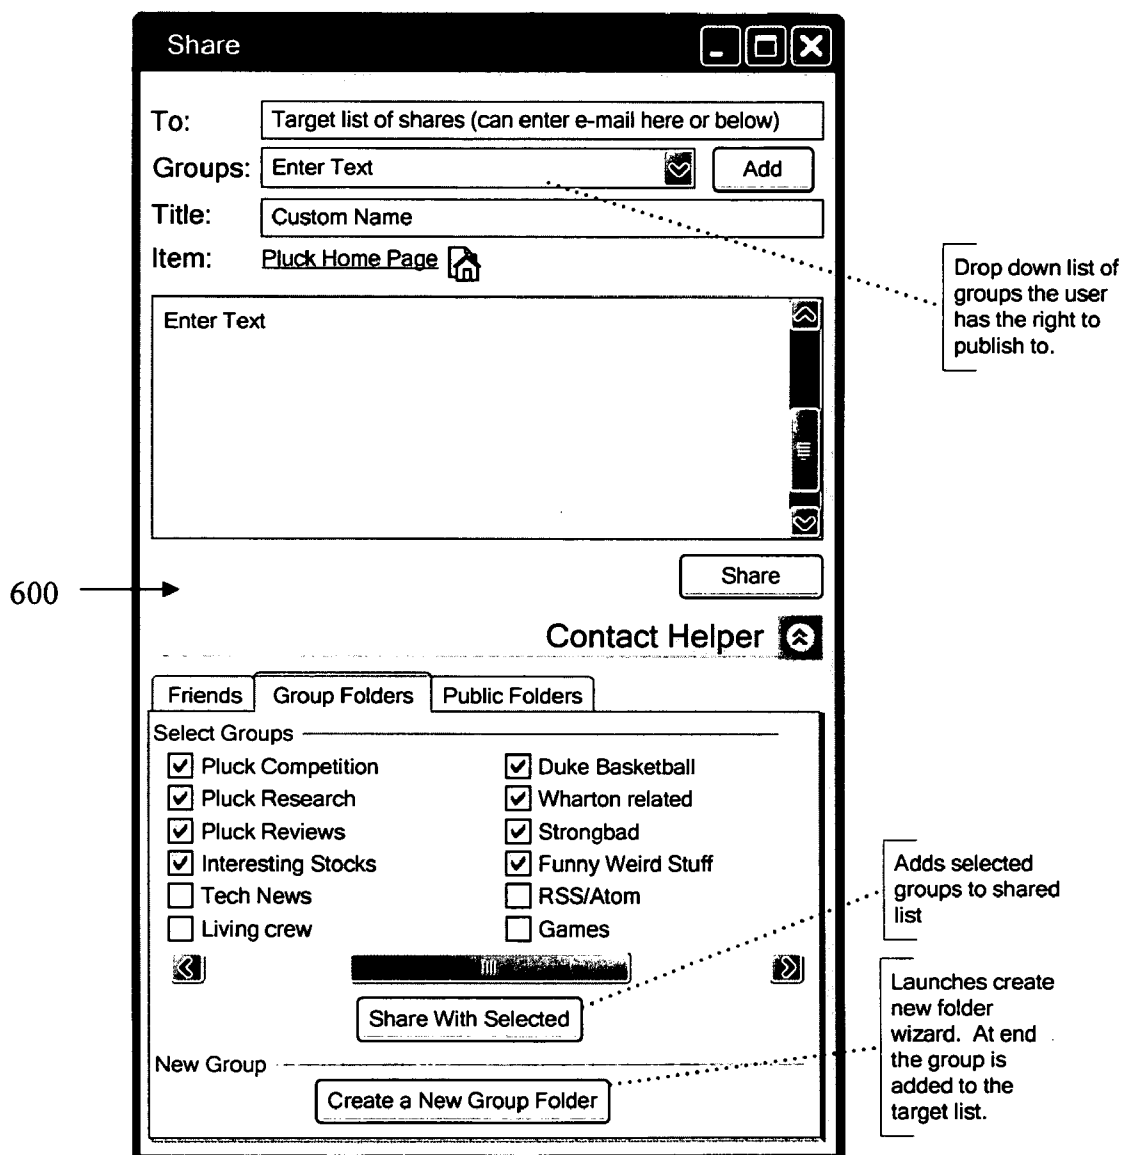 Share
To: Target list of shares (can enter e-mail here or below)
Groups: Enter Text Add
Title: Custom Name
Item: Pluck Home Page
Drop down list of
groups the user
has the right to
publish to.
Enter Text
600
Share
Contact Helper
Friends Group Folders Public Folders
Select Groups
Pluck Competition Duke Basketball
Pluck Research Wharton related
Pluck Reviews Strongbad
Interesting Stocks Funny Weird Stuff
Tech News RSS/Atom
Living crew Games
Adds selected
groups to shared
list
Share With Selected
Launches create
new folder
wizard. At end
the group is
added to the
target list.
New Group
Create a New Group Folder